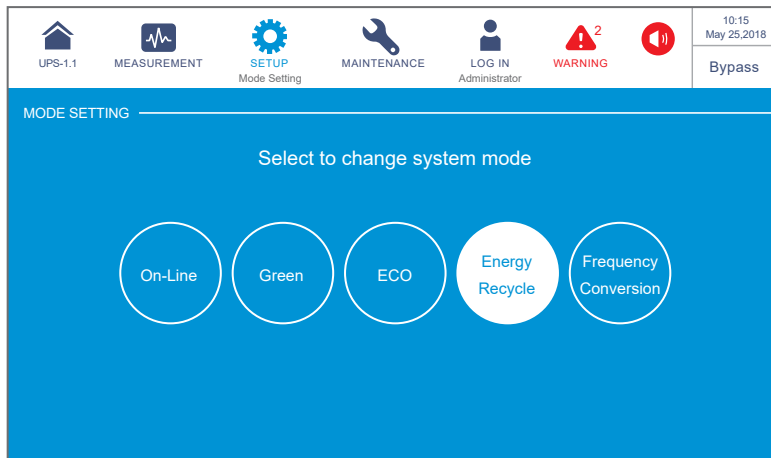 UPS-1.1
MEASUREMENT
SETUP
Mode Setting
MAINTENANCE
LOG IN
Administrator
2
WARNING
10:15
May 25,2018
Bypass
MODE SETTING
Select to change system mode
On-Line
Green
ECO
Energy
Recycle
Frequency
Conversion